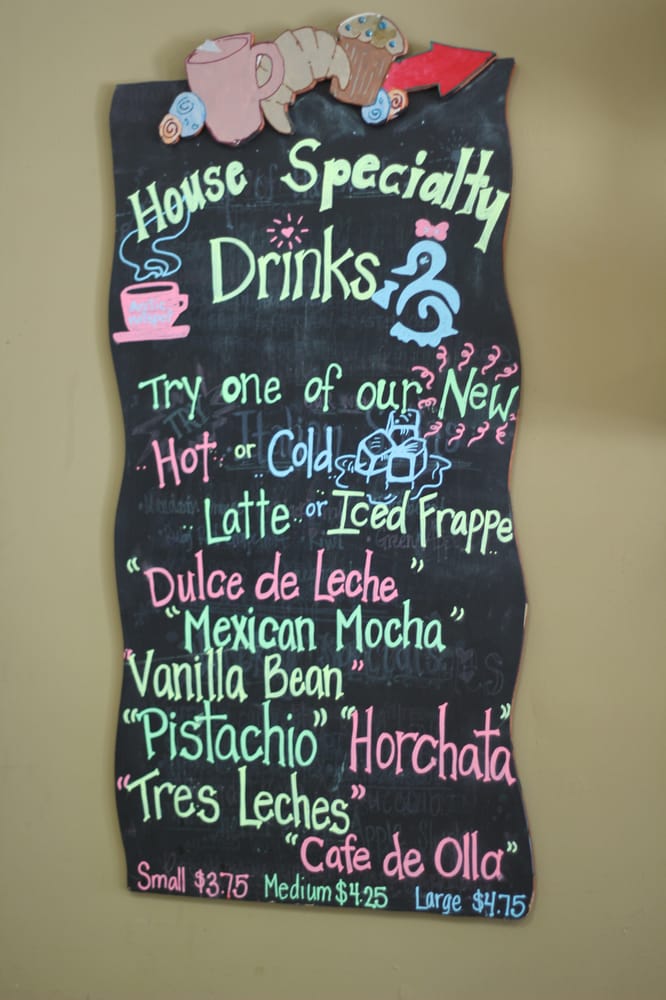 House Specialty
Drinks
Try one of our New
Hot or Cold
Latte or Iced Frappe
"Dulce de Leche"
"Mexican Mocha"
"Vanilla Bean"
"Pistachio" "Horchata"
"Tres Leches"
"Cafe de Olla"
Small $3.75 Medium $4.25 Large $4.75